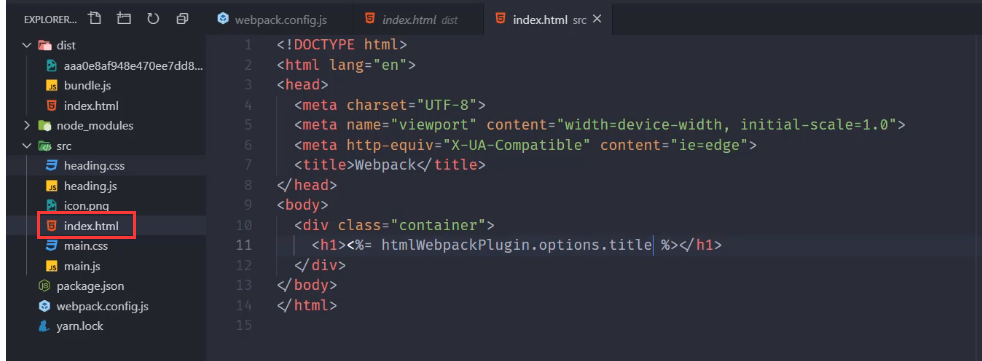 EXPLORER...
dist
aaa0e8af948e470ee7dd8...
bundle.js
index.html
node_modules
src
heading.css
heading.js
icon.png
index.html
main.css
main.js
package.json
webpack.config.js
yarn.lock
webpack.config.js
index.html dist
index.html src
1 <!DOCTYPE html>
2 <html lang="en">
3 <head>
4 <meta charset="UTF-8">
5 <meta name="viewport" content="width=device-width, initial-scale=1.0">
6 <meta http-equiv="X-UA-Compatible" content="ie=edge">
7 <title>Webpack</title>
8 </head>
9 <body>
10 <div class="container">
11 <h1><%= htmlWebpackPlugin.options.title %></h1>
12 </div>
13 </body>
14 </html>
15